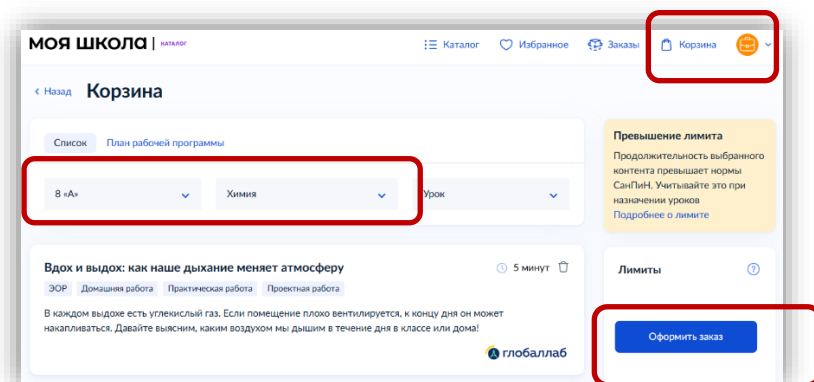 МОЯ ШКОЛА | КАТАЛОГ
Каталог Избранное Заказы Корзина
Назад Корзина
Список План рабочей программы
8 «А» Химия Урок
Превышение лимита
Продолжительность выбранного
контента превышает нормы
СанПиН. Учитывайте это при
назначении уроков
Подробнее о лимите
Вдох и выдох: как наше дыхание меняет атмосферу 5 минут
ЭОР Домашняя работа Практическая работа Проектная работа
В каждом выдохе есть углекислый газ. Если помещение плохо вентилируется, к концу дня он может
накапливаться. Давайте выясним, каким воздухом мы дышим в течение дня в классе или дома!
глобаллаб
Лимиты ?
Оформить заказ